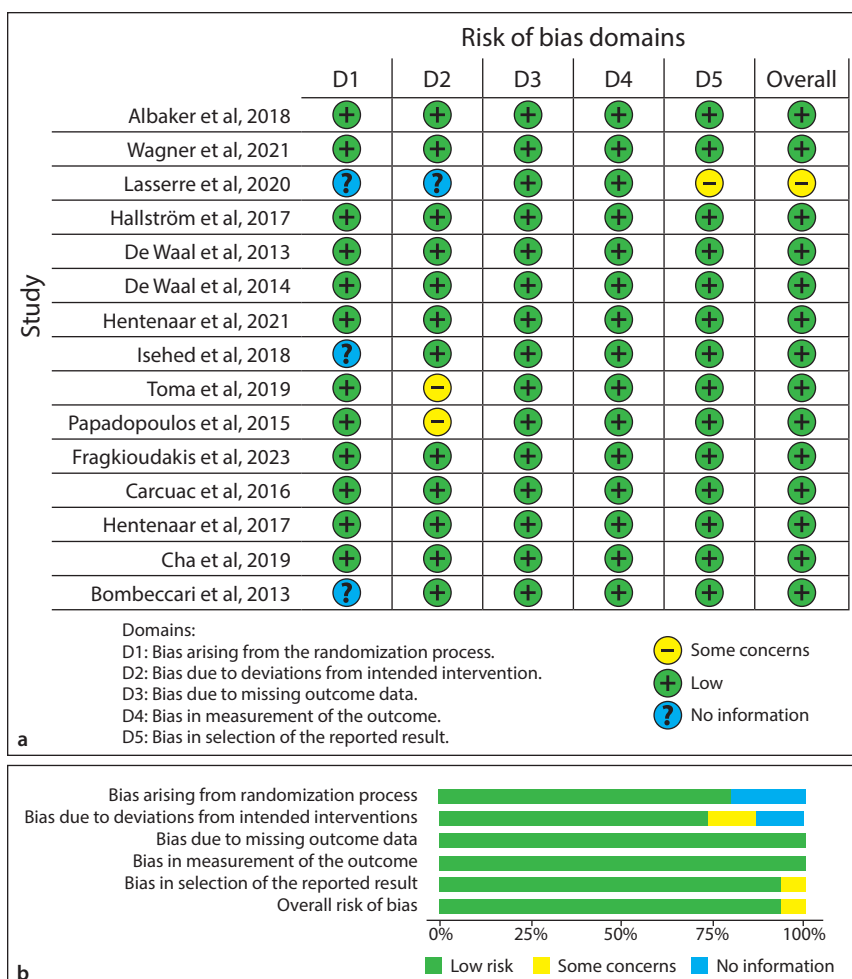 Risk of bias domains
D1 D2 D3 D4 D5 Overall
Study
Albaker et al, 2018 + + + + + +
Wagner et al, 2021 + + + + + +
Lasserre et al, 2020 ? ? + + − −
Hallström et al, 2017 + + + + + +
De Waal et al, 2013 + + + + + +
De Waal et al, 2014 + + + + + +
Hentenaar et al, 2021 + + + + + +
Isehed et al, 2018 ? + + + + +
Toma et al, 2019 + − + + + +
Papadopoulos et al, 2015 + − + + + +
Fragkioudakis et al, 2023 + + + + + +
Carcuac et al, 2016 + + + + + +
Hentenaar et al, 2017 + + + + + +
Cha et al, 2019 + + + + + +
Bombeccari et al, 2013 ? + + + + +
Domains:
D1: Bias arising from the randomization process.
D2: Bias due to deviations from intended intervention.
D3: Bias due to missing outcome data.
D4: Bias in measurement of the outcome.
D5: Bias in selection of the reported result.
− Some concerns
+ Low
? No information
a
Bias arising from randomization process
Bias due to deviations from intended interventions
Bias due to missing outcome data
Bias in measurement of the outcome
Bias in selection of the reported result
Overall risk of bias
0% 25% 50% 75% 100%
Low risk Some concerns No information
b